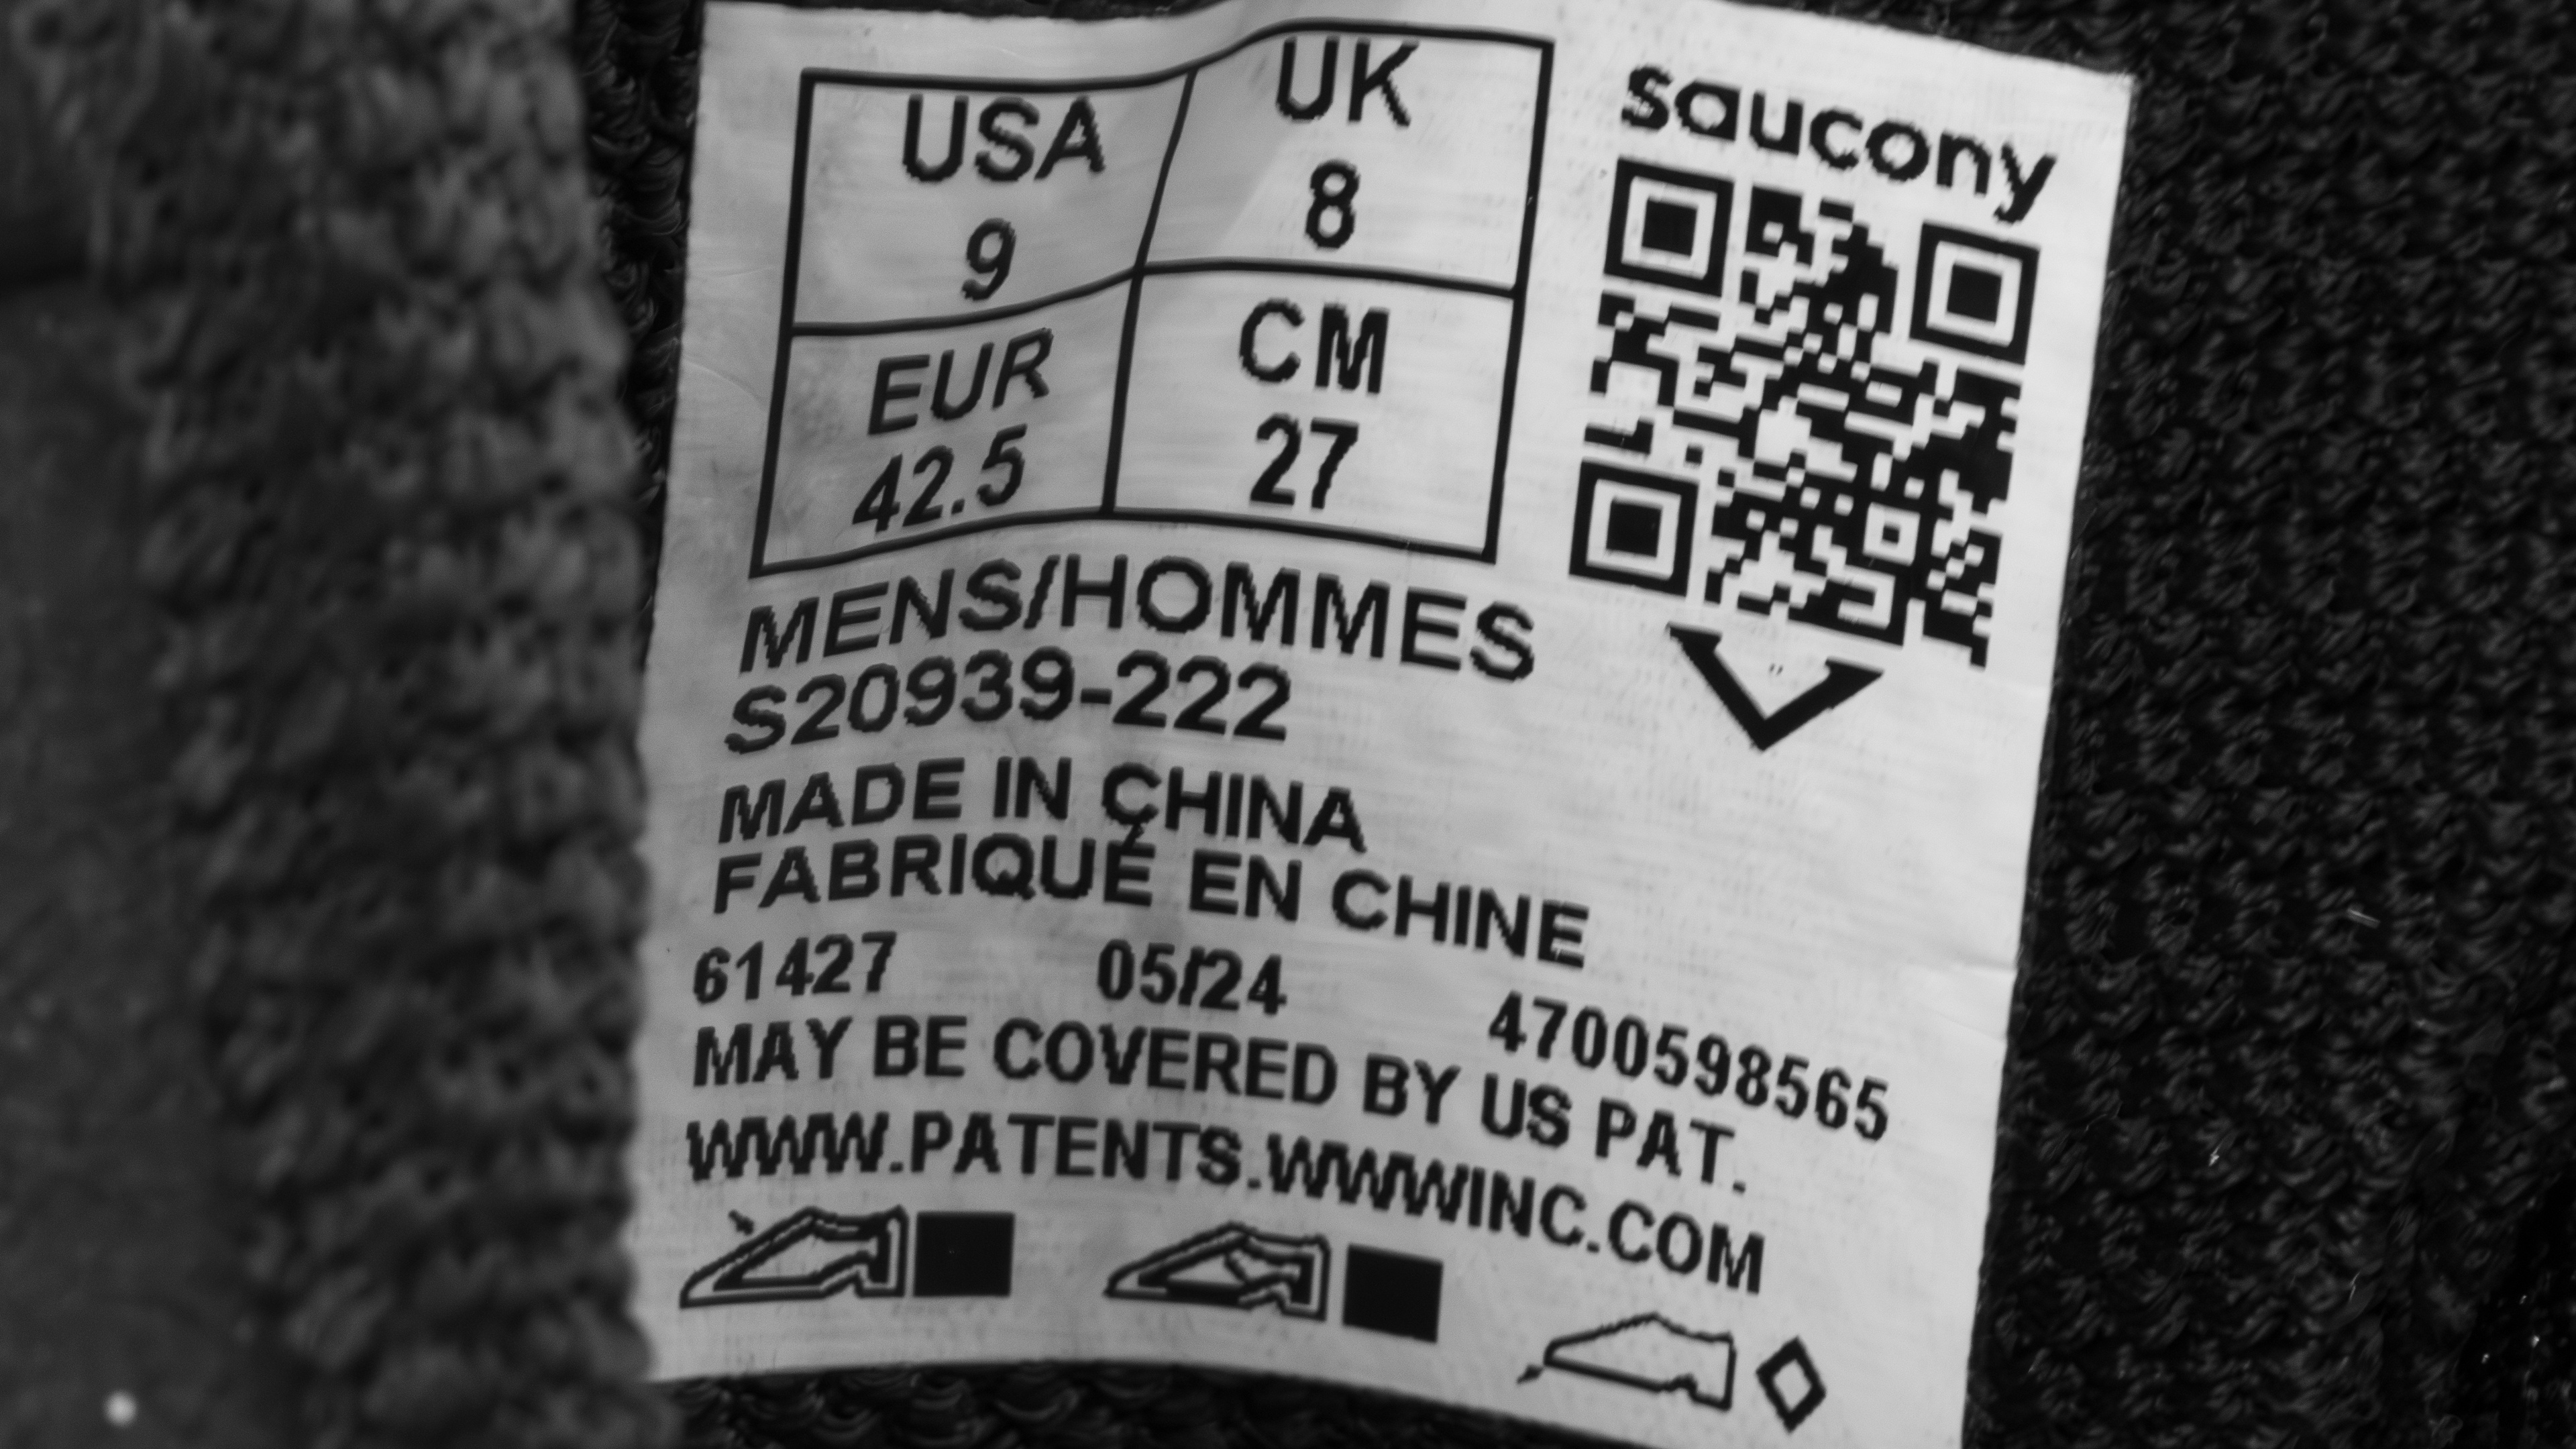 USA
9
UK
8
EUR
42.5
CM
27
saucony
MENS/HOMMES
S20939-222
MADE IN CHINA
FABRIQUÉ EN CHINE
61427 05/24 4700598565
MAY BE COVERED BY US PAT.
WWW.PATENTS.WWWINC.COM